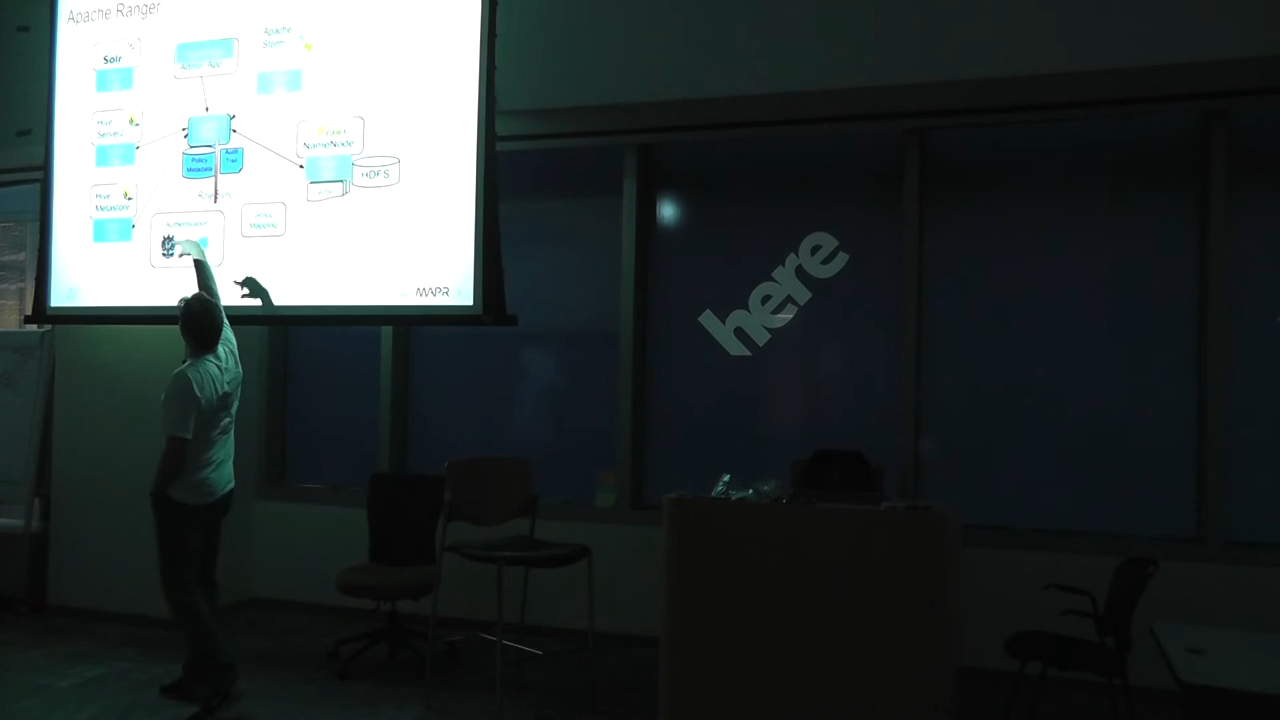 Apache Ranger
Solr
Admin App
Apache
Storm
Hive
Server2
Policy
Metadata
Audit
Trail
NameNode
HDFS
Hive
Metastore
Authentication
Mapping
MAPR
here